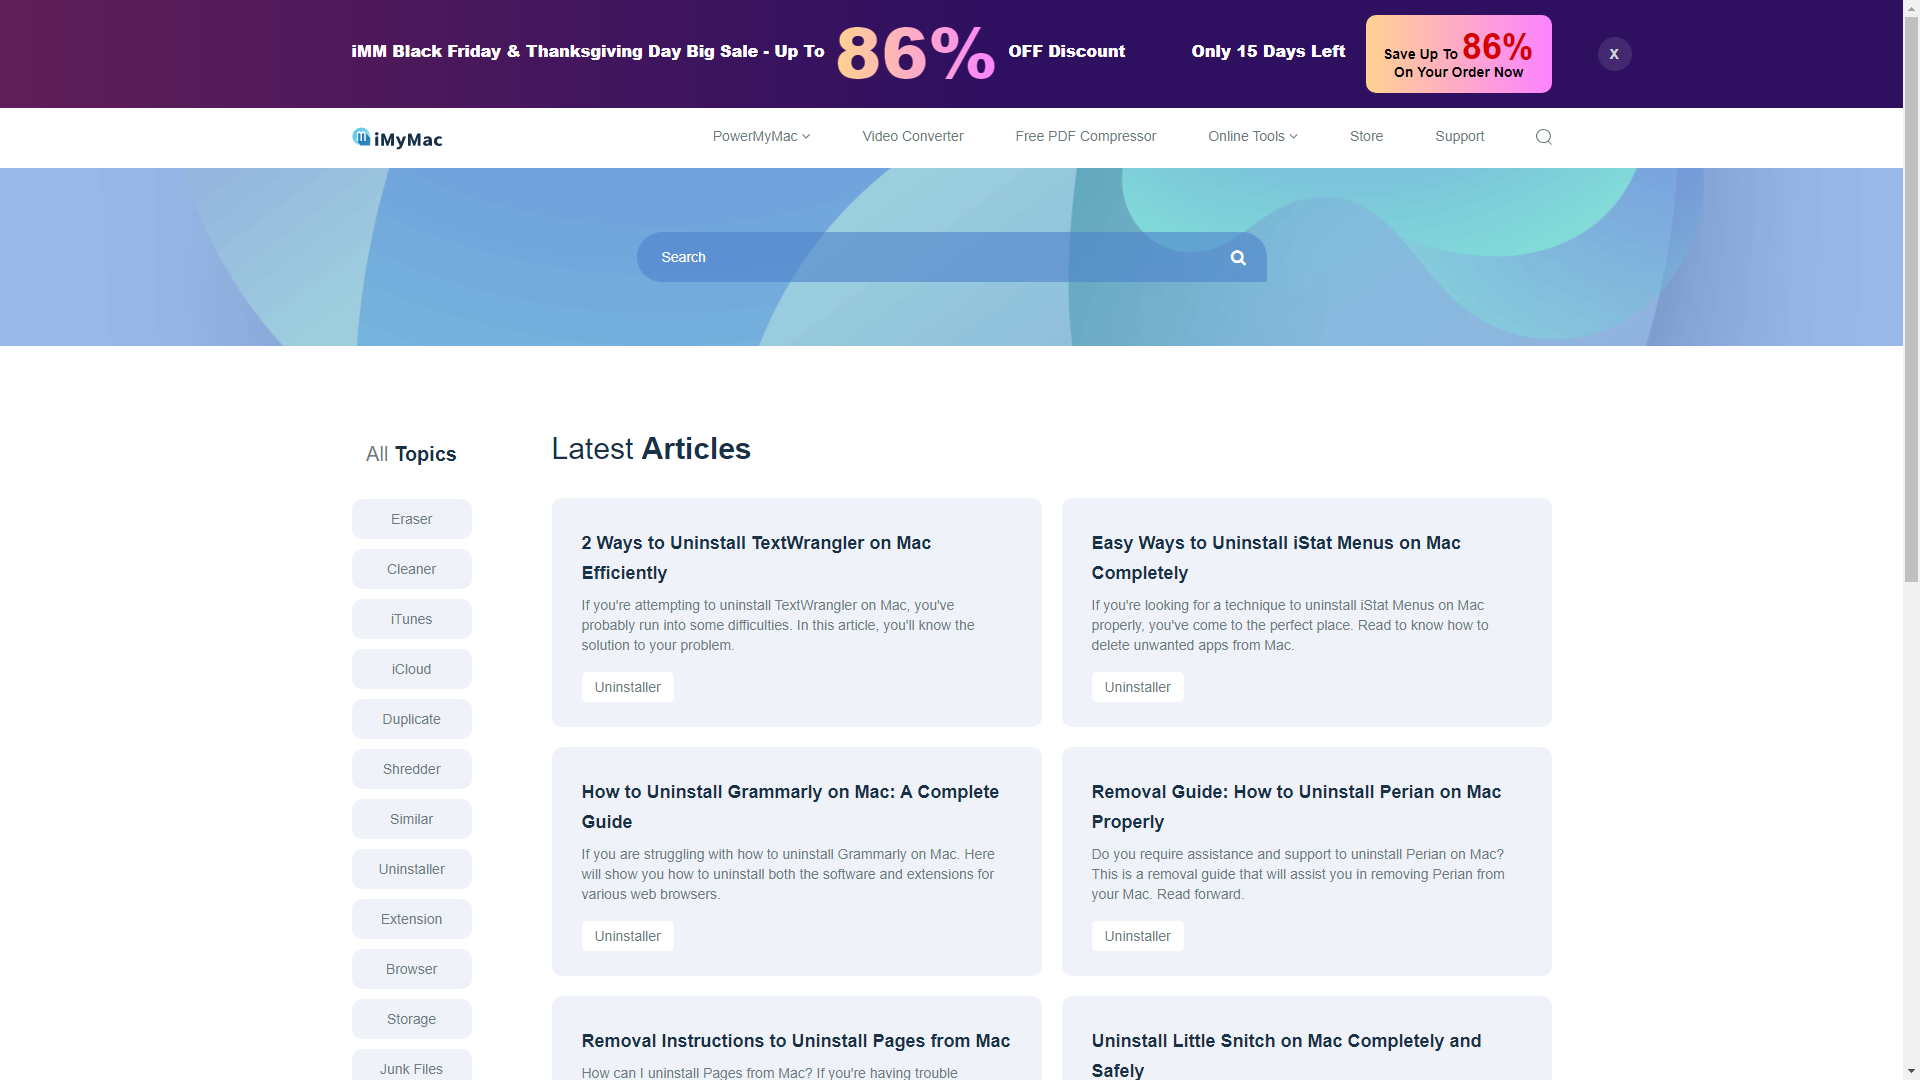 iMM Black Friday & Thanksgiving Day Big Sale - Up To 86% OFF Discount
Only 15 Days Left
Save Up To 86%
On Your Order Now
X
iMyMac
PowerMyMac
Video Converter
Free PDF Compressor
Online Tools
Store
Support
Search
All Topics
Eraser
Cleaner
iTunes
iCloud
Duplicate
Shredder
Similar
Uninstaller
Extension
Browser
Storage
Junk Files
Latest Articles
2 Ways to Uninstall TextWrangler on Mac
Efficiently
If you're attempting to uninstall TextWrangler on Mac, you've
probably run into some difficulties. In this article, you'll know the
solution to your problem.
Uninstaller
Easy Ways to Uninstall iStat Menus on Mac
Completely
If you're looking for a technique to uninstall iStat Menus on Mac
properly, you've come to the perfect place. Read to know how to
delete unwanted apps from Mac.
Uninstaller
How to Uninstall Grammarly on Mac: A Complete
Guide
If you are struggling with how to uninstall Grammarly on Mac. Here
will show you how to uninstall both the software and extensions for
various web browsers.
Uninstaller
Removal Guide: How to Uninstall Perian on Mac
Properly
Do you require assistance and support to uninstall Perian on Mac?
This is a removal guide that will assist you in removing Perian from
your Mac. Read forward.
Uninstaller
Removal Instructions to Uninstall Pages from Mac
How can I uninstall Pages from Mac? If you're having trouble
Uninstall Little Snitch on Mac Completely and
Safely